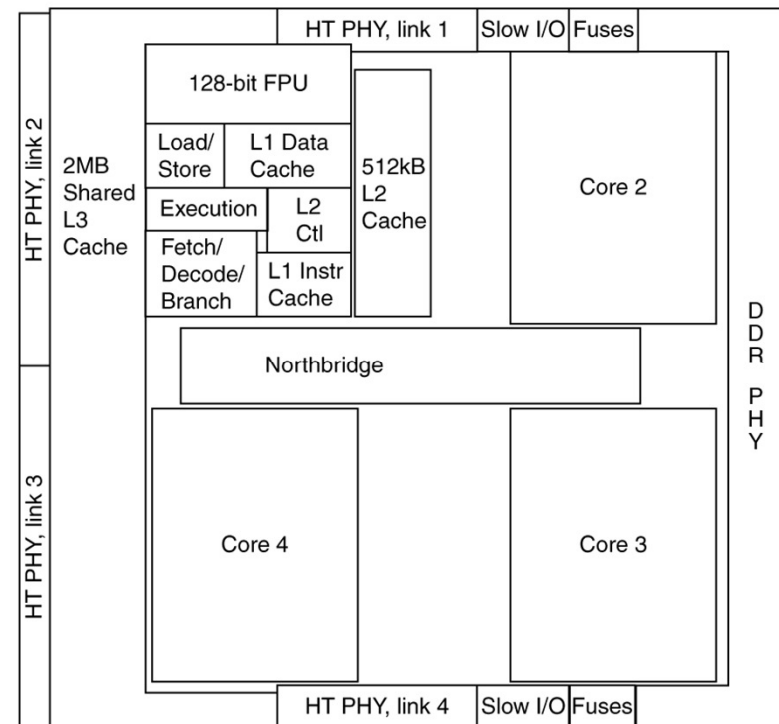 HT PHY, link 1
Slow I/O
Fuses
HT PHY, link 2
2MB
Shared
L3
Cache
128-bit FPU
Load/
Store
L1 Data
Cache
Execution
L2
Ctl
Fetch/
Decode/
Branch
L1 Instr
Cache
512kB
L2
Cache
Core 2
Northbridge
DDR PHY
HT PHY, link 3
Core 4
Core 3
HT PHY, link 4
Slow I/O
Fuses